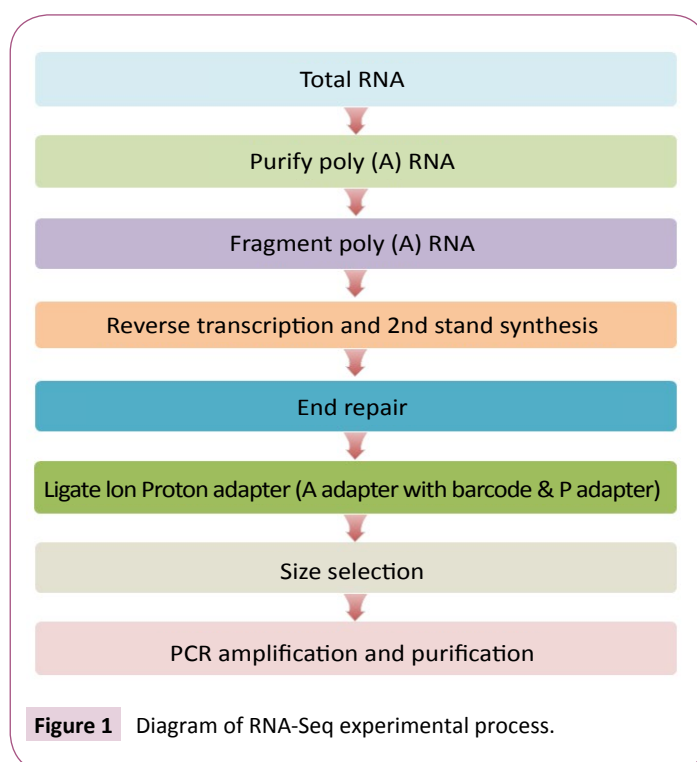 Total RNA
Purify poly (A) RNA
Fragment poly (A) RNA
Reverse transcription and 2nd stand synthesis
End repair
Ligate Ion Proton adapter (A adapter with barcode & P adapter)
Size selection
PCR amplification and purification
Figure 1 Diagram of RNA-Seq experimental process.